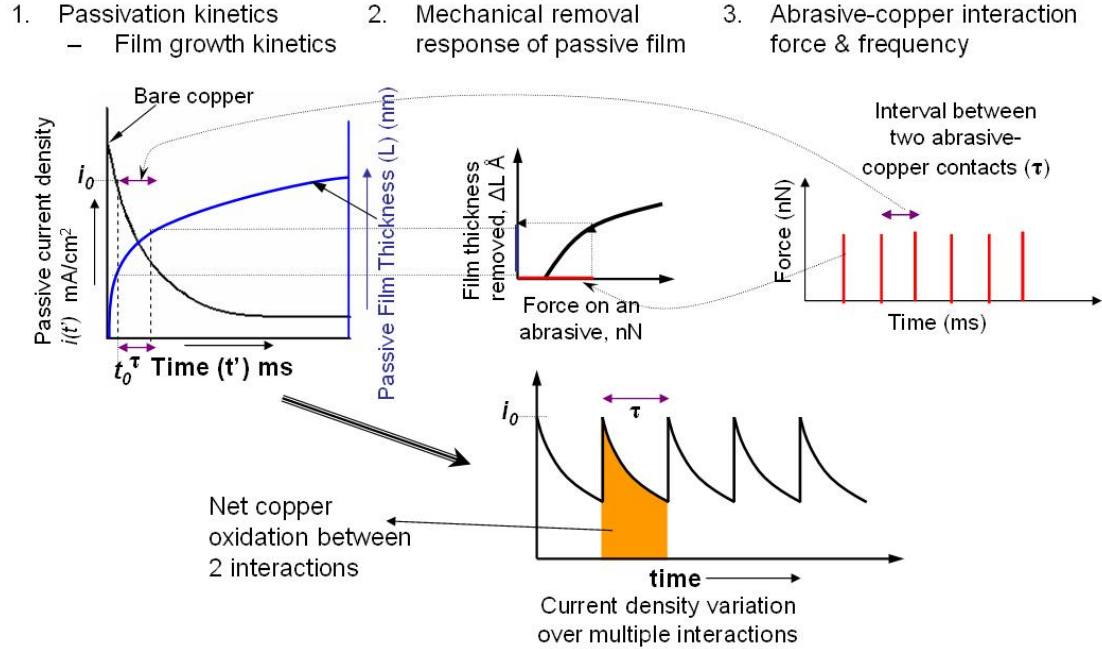 1. Passivation kinetics
– Film growth kinetics
2. Mechanical removal
response of passive film
3. Abrasive-copper interaction
force & frequency
Bare copper
Passive current density
i(t') mA/cm2
i0
t0
τ
Time (t') ms
Passive Film Thickness (L) (nm)
Film thickness
removed, ΔL Å
Force on an
abrasive, nN
Interval between
two abrasive-
copper contacts (τ)
Force (nN)
Time (ms)
i0
τ
Net copper
oxidation between
2 interactions
time
Current density variation
over multiple interactions